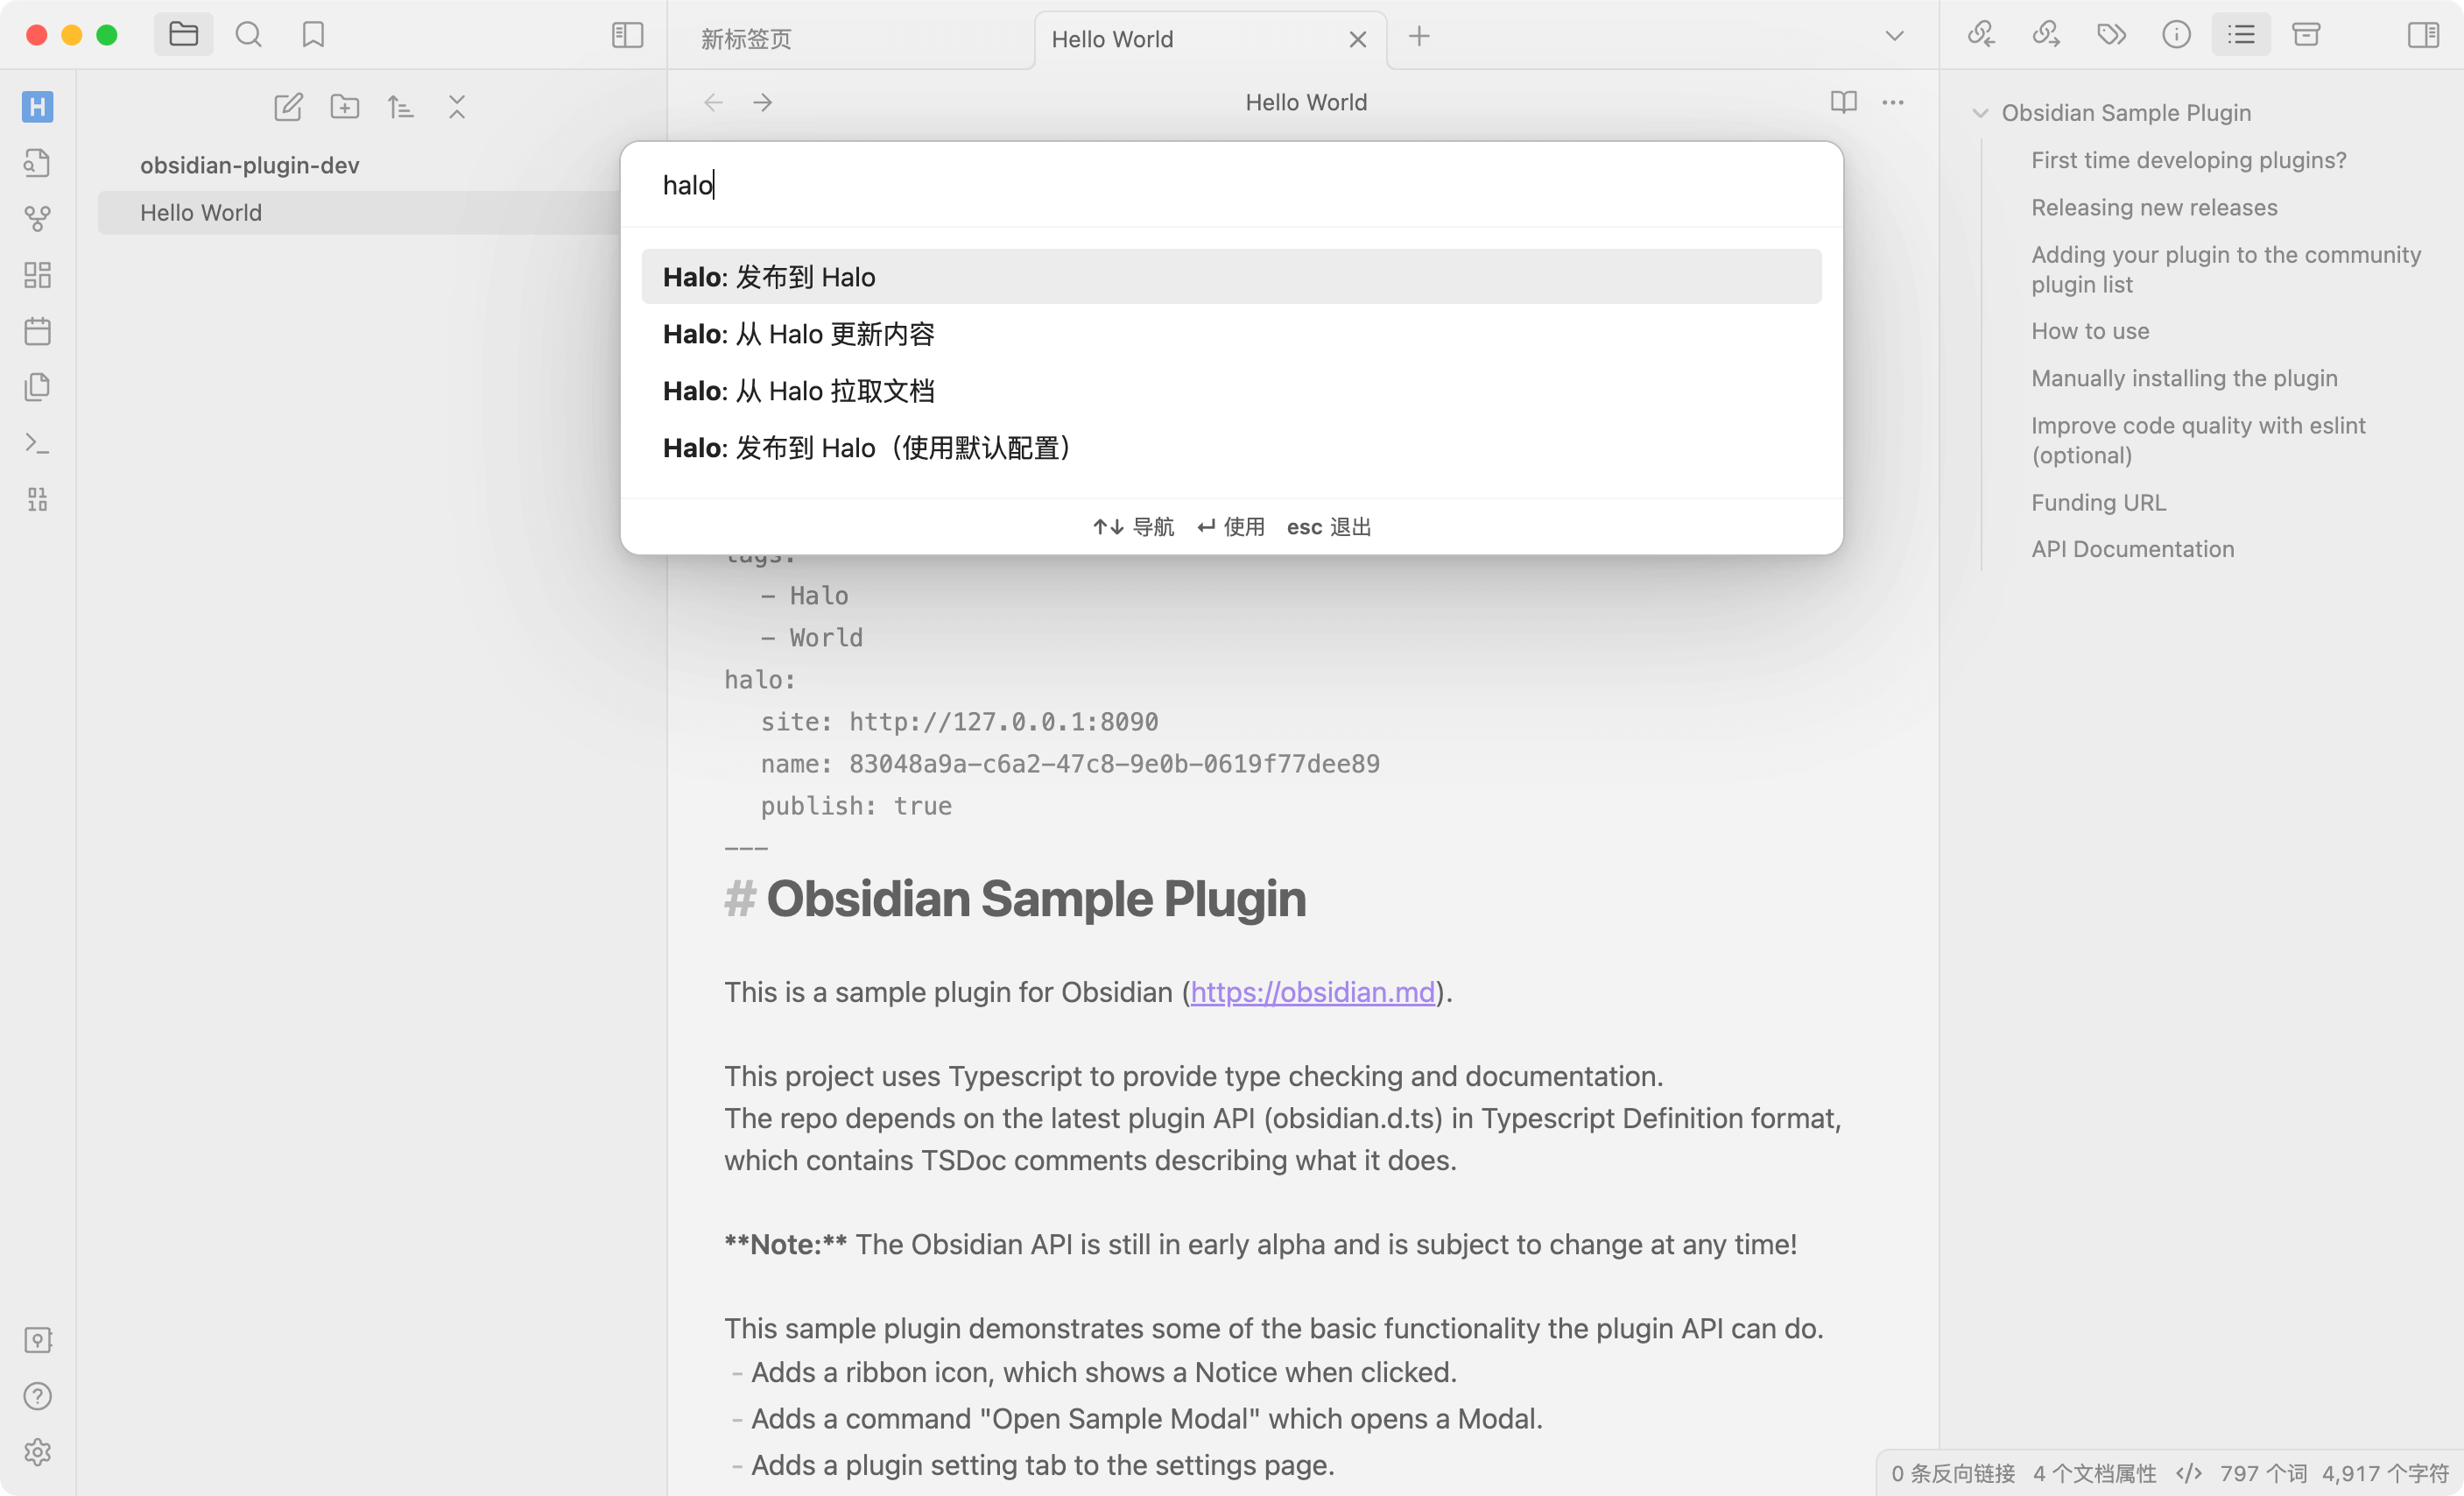 新标签页
Hello World
H
obsidian-plugin-dev
Hello World
Hello World
halo
Halo: 发布到 Halo
Halo: 从 Halo 更新内容
Halo: 从 Halo 拉取文档
Halo: 发布到 Halo（使用默认配置）
↑↓ 导航 ↵ 使用 esc 退出
tags:
- Halo
- World
halo:
site: http://127.0.0.1:8090
name: 83048a9a-c6a2-47c8-9e0b-0619f77dee89
publish: true
---
# Obsidian Sample Plugin
This is a sample plugin for Obsidian (https://obsidian.md).
This project uses Typescript to provide type checking and documentation.
The repo depends on the latest plugin API (obsidian.d.ts) in Typescript Definition format,
which contains TSDoc comments describing what it does.
**Note:** The Obsidian API is still in early alpha and is subject to change at any time!
This sample plugin demonstrates some of the basic functionality the plugin API can do.
- Adds a ribbon icon, which shows a Notice when clicked.
- Adds a command "Open Sample Modal" which opens a Modal.
- Adds a plugin setting tab to the settings page.
Obsidian Sample Plugin
First time developing plugins?
Releasing new releases
Adding your plugin to the community
plugin list
How to use
Manually installing the plugin
Improve code quality with eslint
(optional)
Funding URL
API Documentation
0 条反向链接 4 个文档属性 </> 797 个词 4,917 个字符